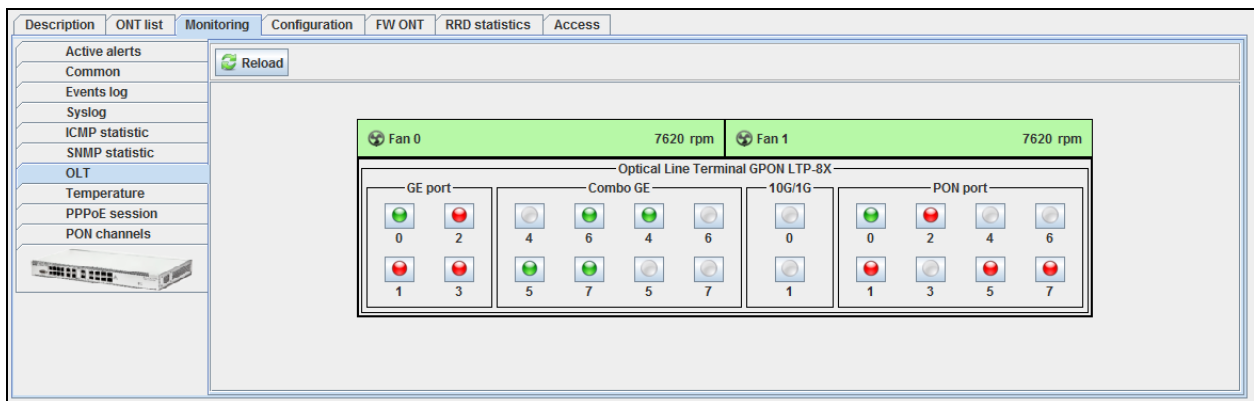 Description ONT list Monitoring Configuration FW ONT RRD statistics Access
Active alerts
Common
Events log
Syslog
ICMP statistic
SNMP statistic
OLT
Temperature
PPPoE session
PON channels
Reload
Fan 0 7620 rpm Fan 1 7620 rpm
Optical Line Terminal GPON LTP-8X
GE port Combo GE 10G/1G PON port
0 2 4 6 4 6 0 0 2 4 6
1 3 5 7 5 7 1 1 3 5 7